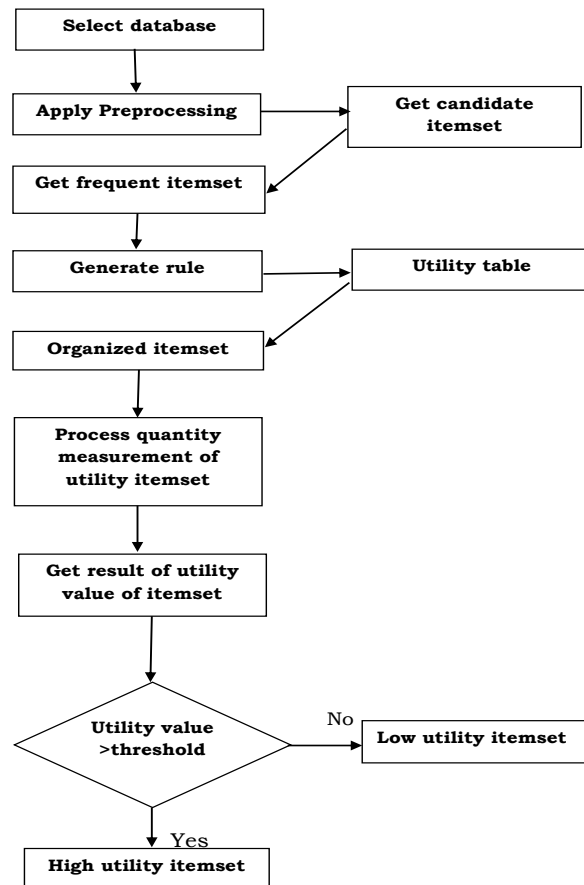 Select database
Apply Preprocessing
Get candidate
itemset
Get frequent itemset
Generate rule
Utility table
Organized itemset
Process quantity
measurement of
utility itemset
Get result of utility
value of itemset
Utility value
>threshold
No
Low utility itemset
Yes
High utility itemset